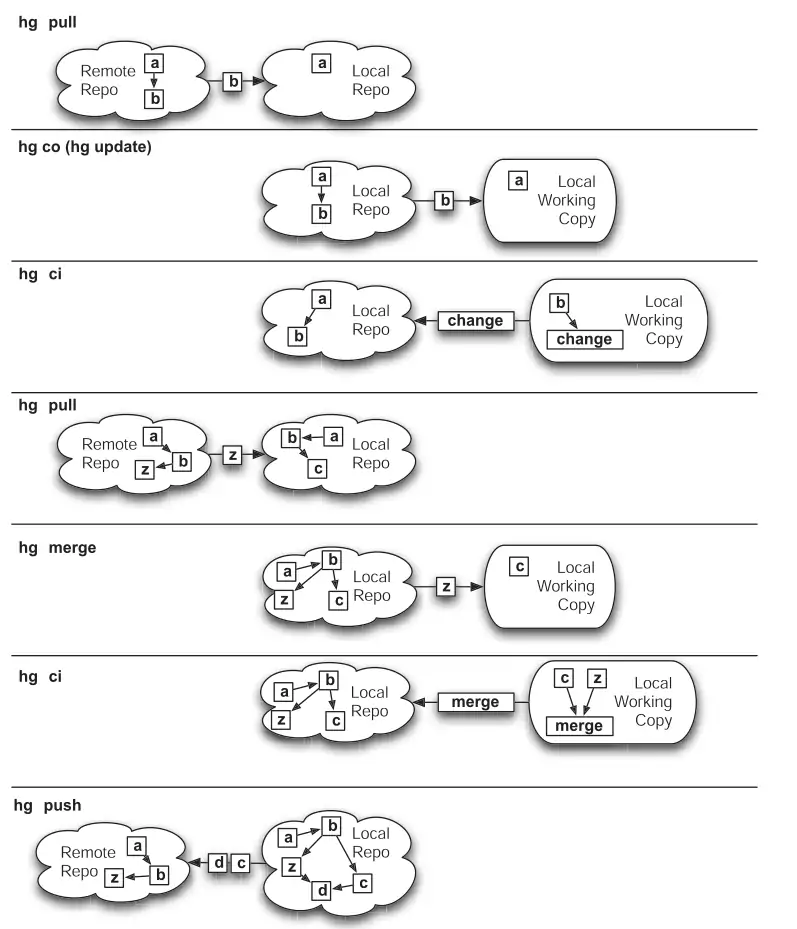 hg pull
Remote
Repo
a
b
b
a
Local
Repo
hg co (hg update)
a
b
Local
Repo
b
a
Local
Working
Copy
hg ci
a
b
Local
Repo
change
b
change
Local
Working
Copy
hg pull
Remote
Repo
a
b
z
z
b
a
c
Local
Repo
hg merge
a
b
z
c
Local
Repo
z
c
Local
Working
Copy
hg ci
a
b
z
c
Local
Repo
merge
c
z
merge
Local
Working
Copy
hg push
Remote
Repo
a
b
z
d
c
a
b
z
c
d
Local
Repo